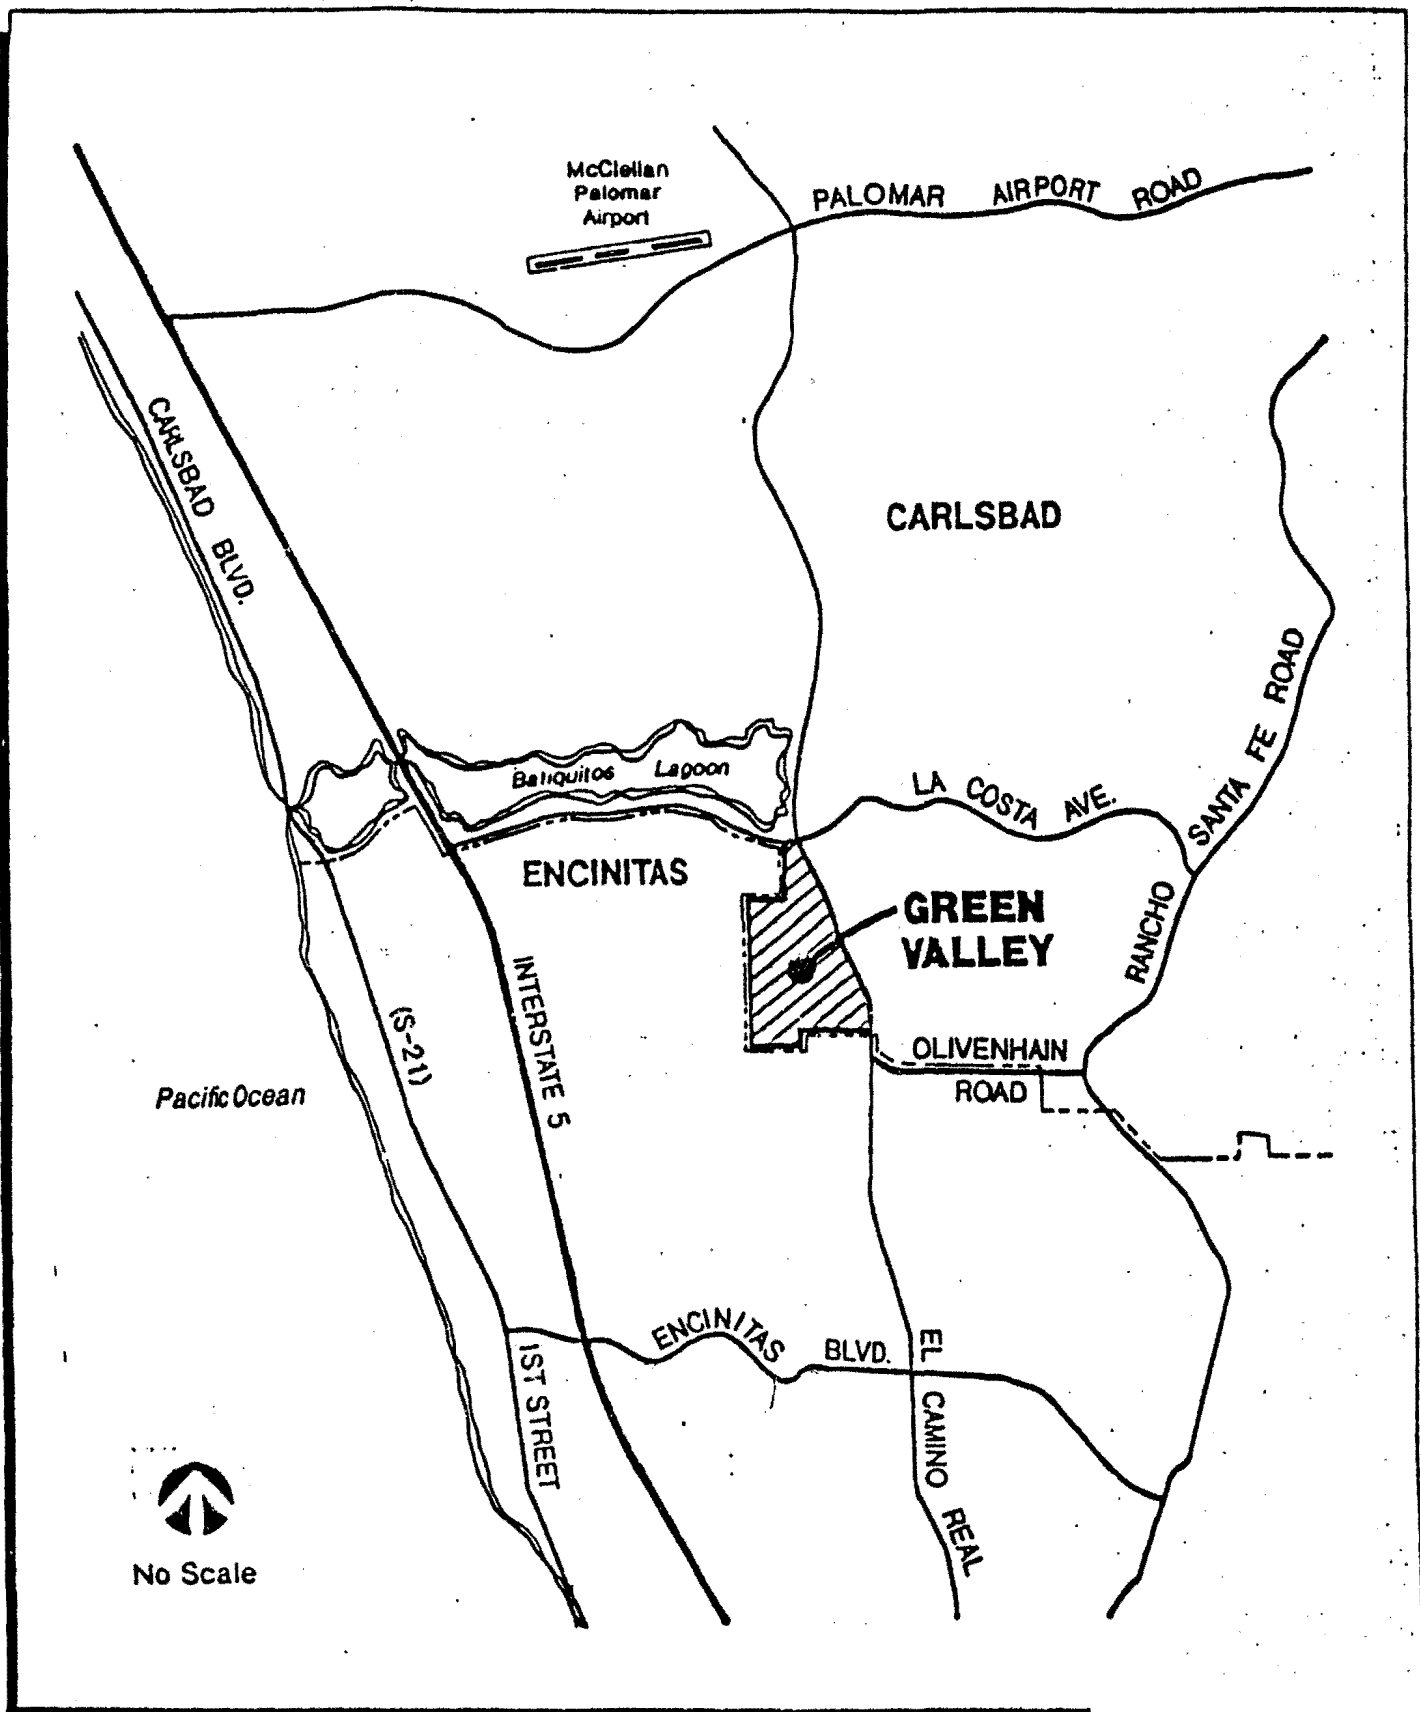 McClellan
Palomar
Airport
PALOMAR AIRPORT ROAD
CARLSBAD BLVD.
CARLSBAD
SANTA FE ROAD
Batiquitos Lagoon
LA COSTA AVE.
ENCINITAS
GREEN
VALLEY
RANCHO
INTERSTATE 5
(S-21)
OLIVENHAIN
ROAD
Pacific Ocean
ENCINITAS BLVD.
EL CAMINO REAL
1ST STREET
No Scale